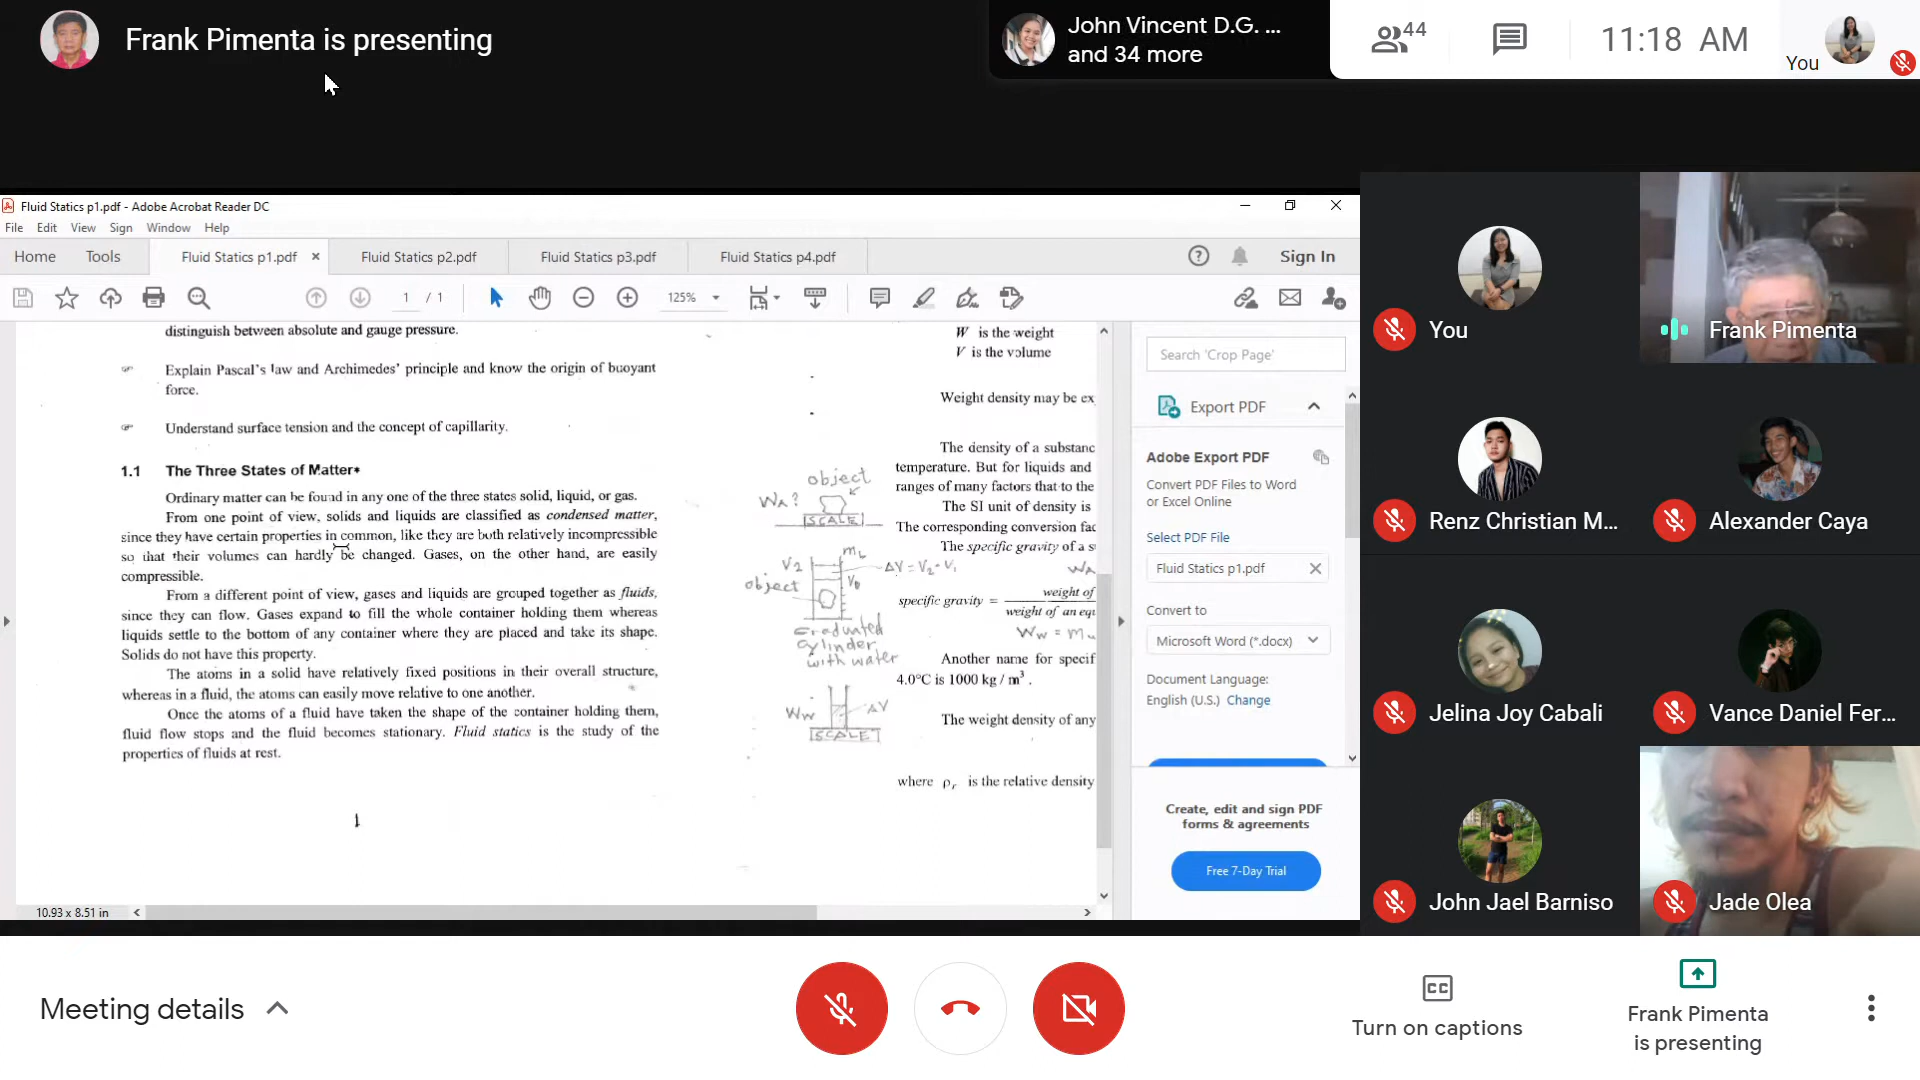 Frank Pimenta is presenting
John Vincent D.G. ...
and 34 more
44
11:18 AM
You
Fluid Statics p1.pdf - Adobe Acrobat Reader DC
File Edit View Sign Window Help
Home Tools Fluid Statics p1.pdf × Fluid Statics p2.pdf Fluid Statics p3.pdf Fluid Statics p4.pdf Sign In
1 / 1 125%
distinguish between absolute and gauge pressure.
Explain Pascal's law and Archimedes' principle and know the origin of buoyant
force.
Understand surface tension and the concept of capillarity.
1.1 The Three States of Matter*
Ordinary matter can be found in any one of the three states solid, liquid, or gas.
From one point of view, solids and liquids are classified as condensed matter,
since they have certain properties in common, like they are both relatively incompressible
so that their volumes can hardly be changed. Gases, on the other hand, are easily
compressible.
From a different point of view, gases and liquids are grouped together as fluids,
since they can flow. Gases expand to fill the whole container holding them whereas
liquids settle to the bottom of any container where they are placed and take its shape.
Solids do not have this property.
The atoms in a solid have relatively fixed positions in their overall structure,
whereas in a fluid, the atoms can easily move relative to one another.
Once the atoms of a fluid have taken the shape of the container holding them,
fluid flow stops and the fluid becomes stationary. Fluid statics is the study of the
properties of fluids at rest.
1
object
WA?
SCALE
V2
mL
ΔV = V2 - V1
object
graduated
cylinder
with water
Ww
ΔV
SCALE
W is the weight
V is the volume
Weight density may be ex
The density of a substanc
temperature. But for liquids and
ranges of many factors that to the
The SI unit of density is
The corresponding conversion fac
The specific gravity of a s
WA
specific gravity = weight of
weight of an equ
Ww = m
Another name for specif
4.0°C is 1000 kg / m³ .
The weight density of any
where ρr is the relative density
Search 'Crop Page'
Export PDF
Adobe Export PDF
Convert PDF Files to Word
or Excel Online
Select PDF File
Fluid Statics p1.pdf ×
Convert to
Microsoft Word (*.docx)
Document Language:
English (U.S.) Change
Create, edit and sign PDF
forms & agreements
Free 7-Day Trial
10.93 x 8.51 in
You
Frank Pimenta
Renz Christian M...
Alexander Caya
Jelina Joy Cabali
Vance Daniel Fer...
John Jael Barniso
Jade Olea
Meeting details
CC
Turn on captions
Frank Pimenta
is presenting